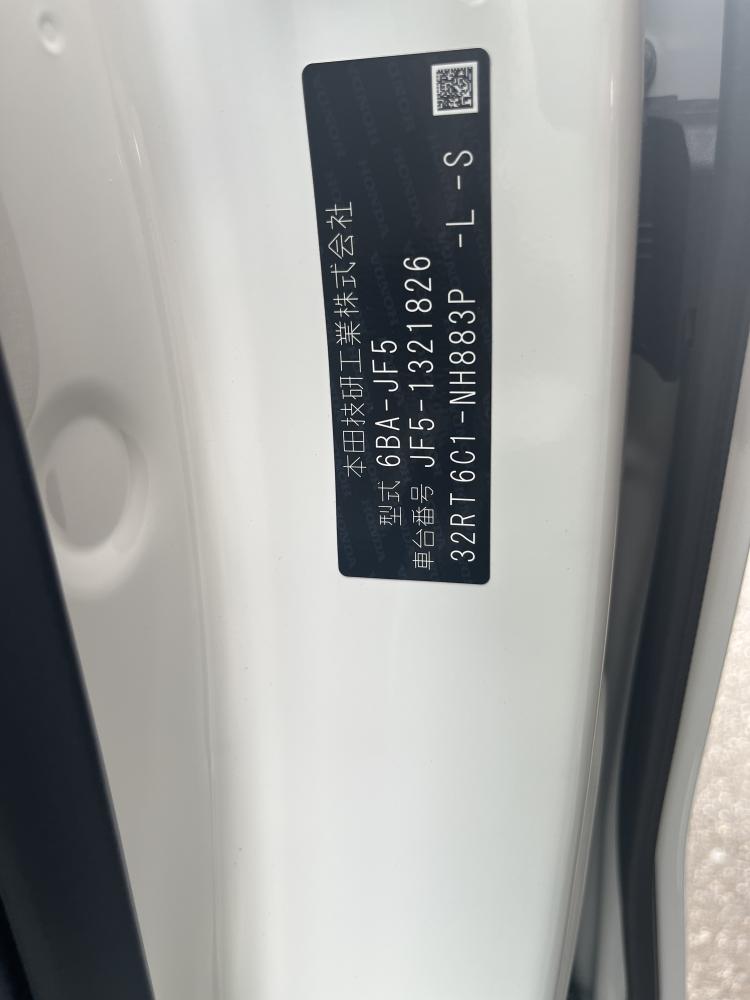 本田技研工業株式会社
型式 6BA-JF5
車台番号 JF5-1321826
32RT6C1-NH883P -L -S